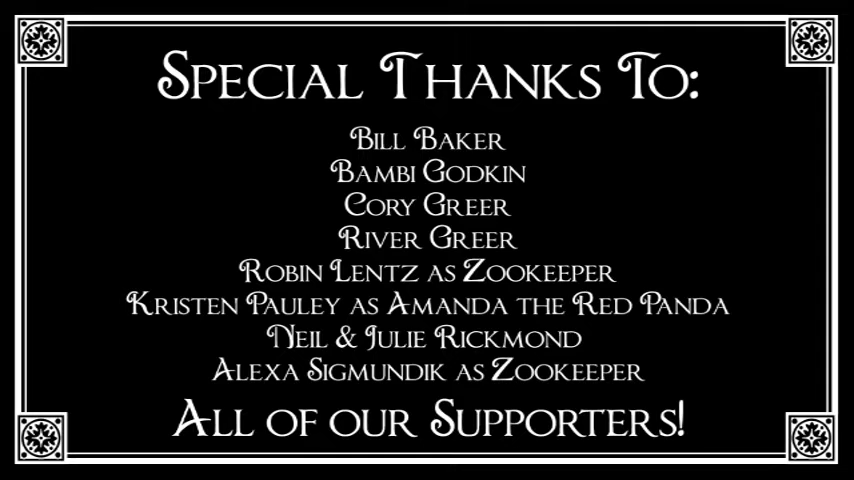 Special Thanks To:
Bill Baker
Bambi Godkin
Cory Greer
River Greer
Robin Lentz as Zookeeper
Kristen Pauley as Amanda the Red Panda
Neil & Julie Rickmond
Alexa Sigmundik as Zookeeper
All of our Supporters!